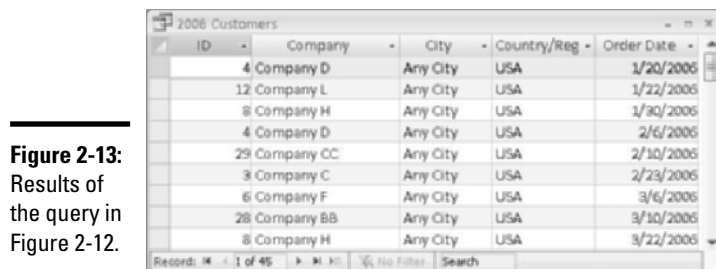 2006 Customers
ID Company City Country/Reg Order Date
4 Company D Any City USA 1/20/2006
12 Company L Any City USA 1/22/2006
8 Company H Any City USA 1/30/2006
4 Company D Any City USA 2/6/2006
29 Company CC Any City USA 2/10/2006
3 Company C Any City USA 2/23/2006
6 Company F Any City USA 3/6/2006
28 Company BB Any City USA 3/10/2006
8 Company H Any City USA 3/22/2006
Record: 1 of 45 No Filter Search
Figure 2-13:
Results of
the query in
Figure 2-12.